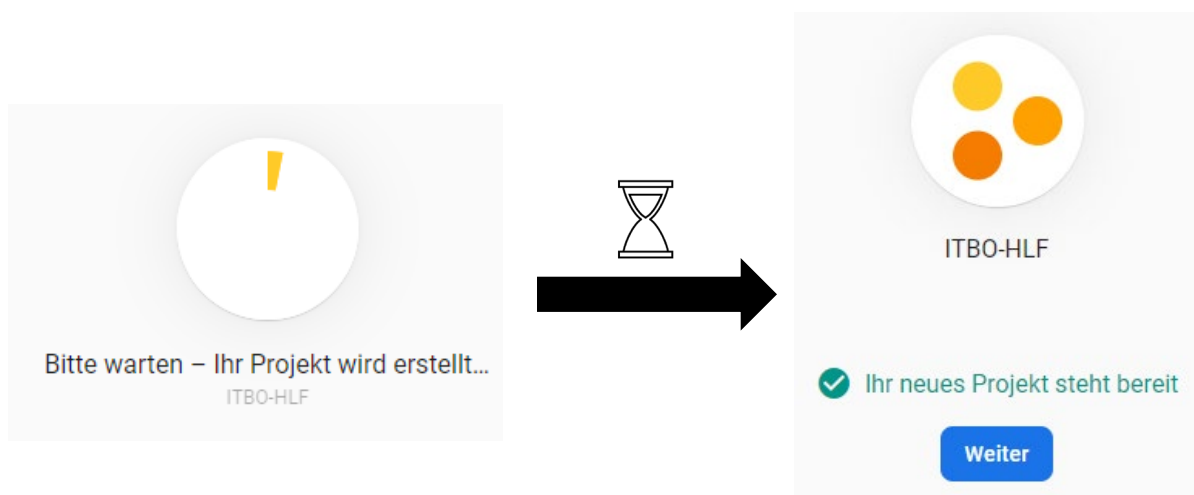 Bitte warten – Ihr Projekt wird erstellt...
ITBO-HLF
ITBO-HLF
Ihr neues Projekt steht bereit
Weiter